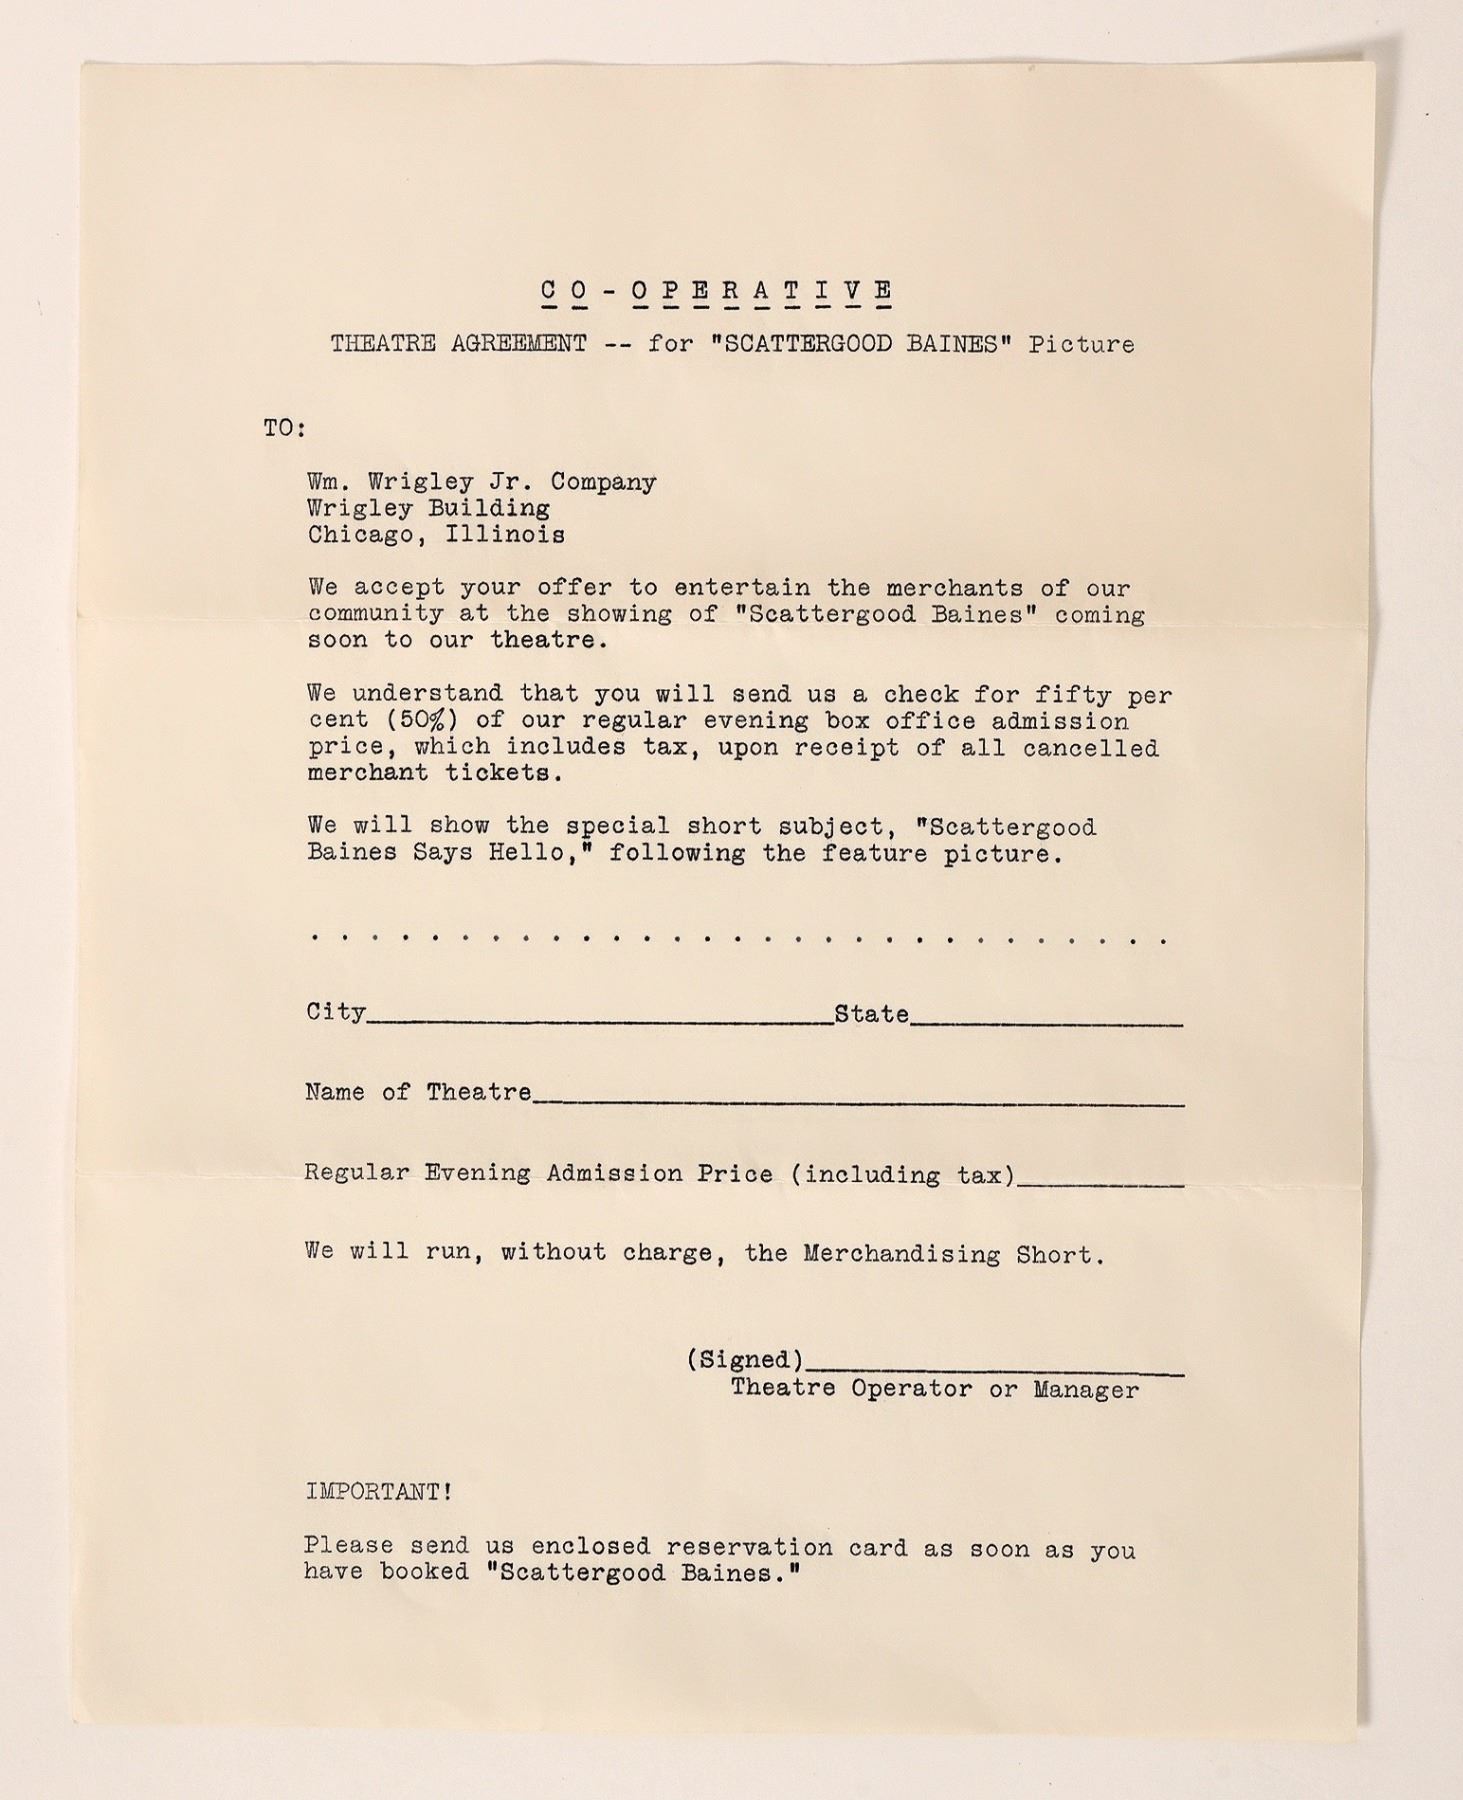 CO-OPERATIVE
THEATRE AGREEMENT -- for "SCATTERGOOD BAINES" Picture
TO:
Wm. Wrigley Jr. Company
Wrigley Building
Chicago, Illinois
We accept your offer to entertain the merchants of our
community at the showing of "Scattergood Baines" coming
soon to our theatre.
We understand that you will send us a check for fifty per
cent (50%) of our regular evening box office admission
price, which includes tax, upon receipt of all cancelled
merchant tickets.
We will show the special short subject, "Scattergood
Baines Says Hello," following the feature picture.
. . . . . . . . . . . . . . . . . . . . . . . . . . . . .
City_______________________________State__________________
Name of Theatre___________________________________________
Regular Evening Admission Price (including tax)___________
We will run, without charge, the Merchandising Short.
(Signed)_________________________
Theatre Operator or Manager
IMPORTANT!
Please send us enclosed reservation card as soon as you
have booked "Scattergood Baines."